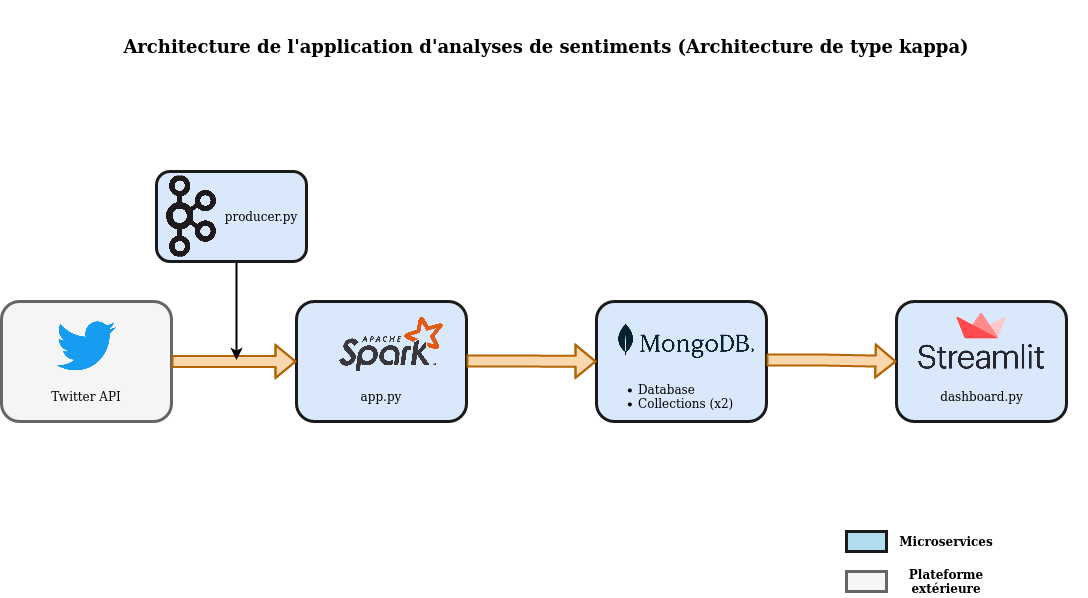 Architecture de l'application d'analyses de sentiments (Architecture de type kappa)
producer.py
Twitter API
APACHE
Spark
app.py
MongoDB.
• Database
• Collections (x2)
Streamlit
dashboard.py
Microservices
Plateforme
extérieure